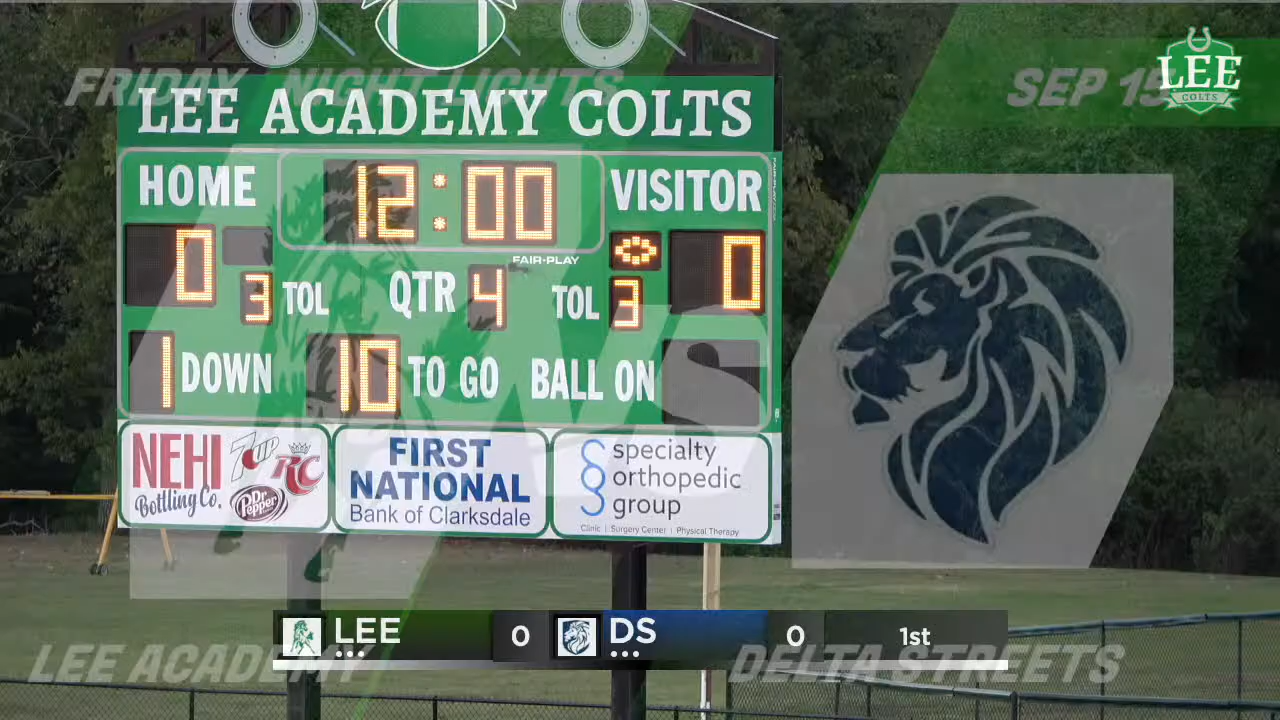 FRIDAY NIGHT LIGHTS
SEP 15
LEE
COLTS
LEE ACADEMY COLTS
HOME
12:00
VISITOR
0
3 TOL
FAIR-PLAY
QTR 4
TOL 3
0
1 DOWN
10 TO GO
BALL ON
VS
NEHI
Bottling Co.
7UP
RC
Dr Pepper
FIRST
NATIONAL
Bank of Clarksdale
specialty
orthopedic
group
Clinic | Surgery Center | Physical Therapy
LEE 0 DS 0 1st
LEE ACADEMY
DELTA STREETS